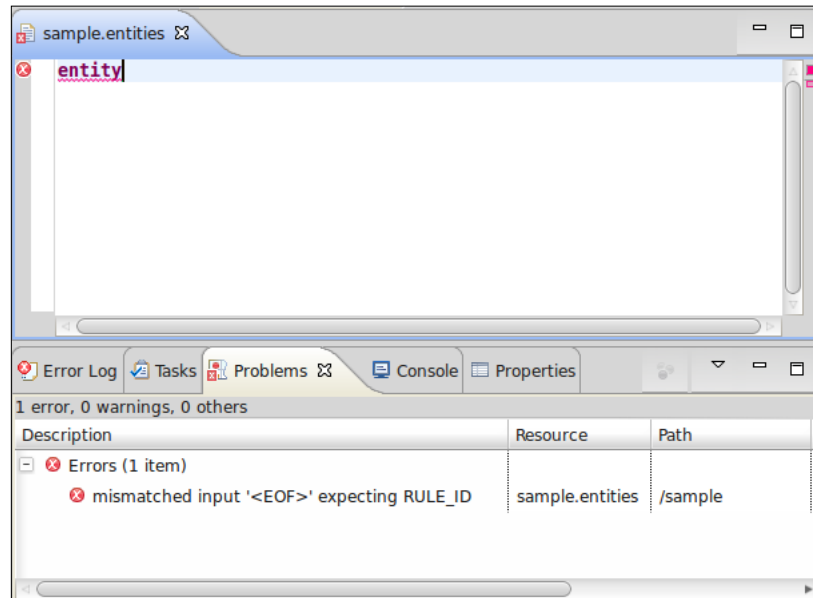 sample.entities
entity
Error Log Tasks Problems Console Properties
1 error, 0 warnings, 0 others
Description Resource Path
Errors (1 item)
mismatched input '<EOF>' expecting RULE_ID sample.entities /sample